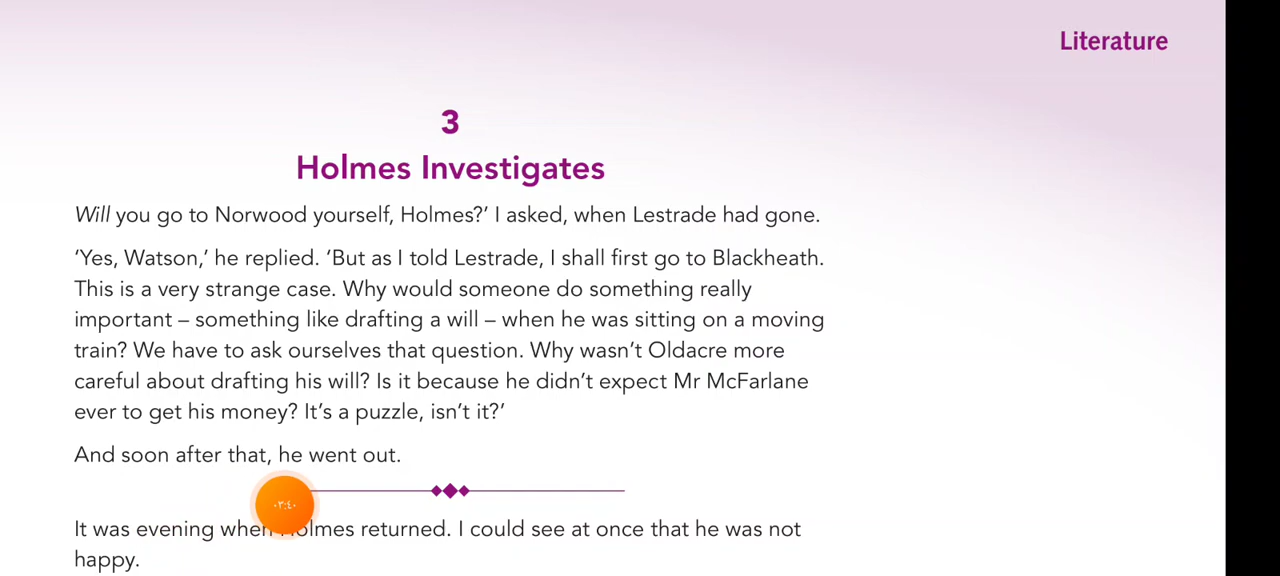 Literature
3
Holmes Investigates
Will you go to Norwood yourself, Holmes?’ I asked, when Lestrade had gone.
‘Yes, Watson,’ he replied. ‘But as I told Lestrade, I shall first go to Blackheath.
This is a very strange case. Why would someone do something really
important – something like drafting a will – when he was sitting on a moving
train? We have to ask ourselves that question. Why wasn’t Oldacre more
careful about drafting his will? Is it because he didn’t expect Mr McFarlane
ever to get his money? It’s a puzzle, isn’t it?’
And soon after that, he went out.
٠٣:٤٠
It was evening when Holmes returned. I could see at once that he was not
happy.